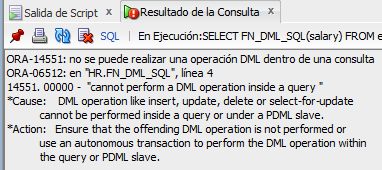 Salida de Script
Resultado de la Consulta
SQL | En Ejecución:SELECT FN_DML_SQL(salary) FROM e
ORA-14551: no se puede realizar una operación DML dentro de una consulta
ORA-06512: en "HR.FN_DML_SQL", línea 4
14551. 00000 - "cannot perform a DML operation inside a query "
*Cause: DML operation like insert, update, delete or select-for-update
cannot be performed inside a query or under a PDML slave.
*Action: Ensure that the offending DML operation is not performed or
use an autonomous transaction to perform the DML operation within
the query or PDML slave.